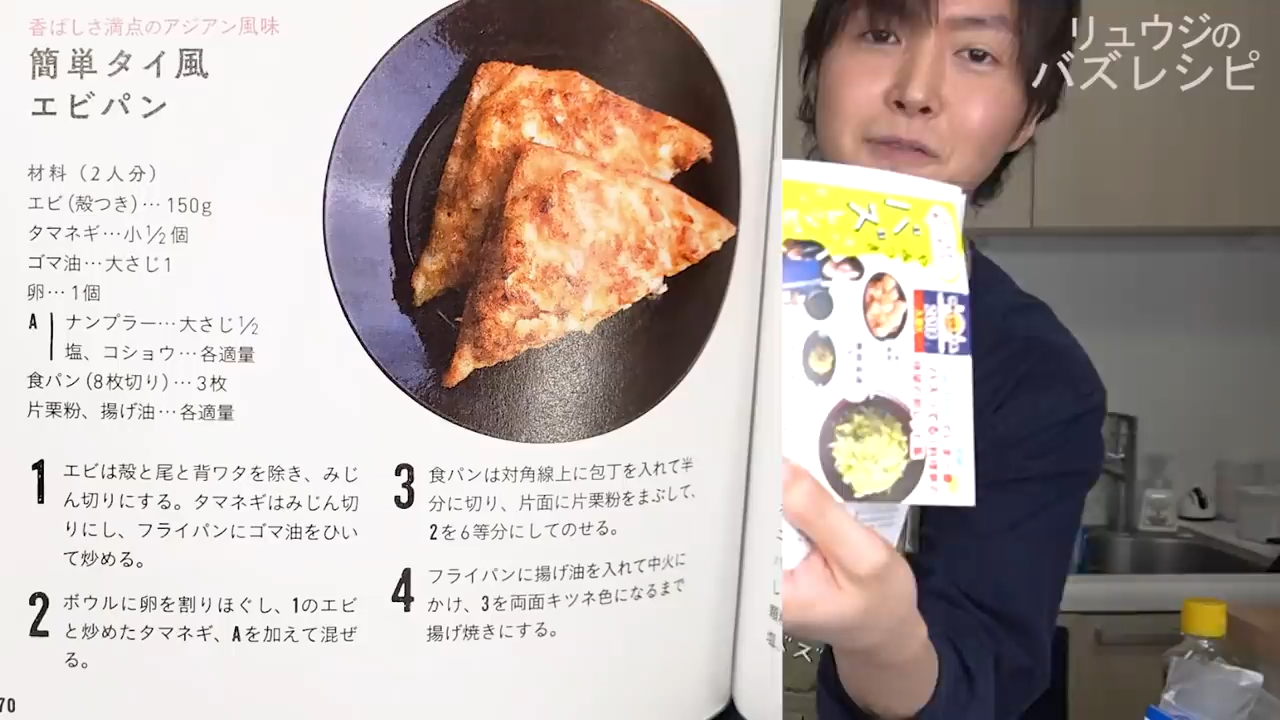 香ばしさ満点のアジアン風味
簡単タイ風
エビパン
材料（2人分）
エビ（殻つき）…150g
タマネギ…小1/2個
ゴマ油…大さじ1
卵…1個
A ナンプラー…大さじ1/2
塩、コショウ…各適量
食パン（8枚切り）…3枚
片栗粉、揚げ油…各適量
1 エビは殻と尾と背ワタを除き、みじ
ん切りにする。タマネギはみじん切
りにし、フライパンにゴマ油をひい
て炒める。
2 ボウルに卵を割りほぐし、1のエビ
と炒めたタマネギ、Aを加えて混ぜ
る。
3 食パンは対角線上に包丁を入れて半
分に切り、片面に片栗粉をまぶして、
2を6等分にしてのせる。
4 フライパンに揚げ油を入れて中火に
かけ、3を両面キツネ色になるまで
揚げ焼きにする。
70
リュウジの
バズレシピ
バズ